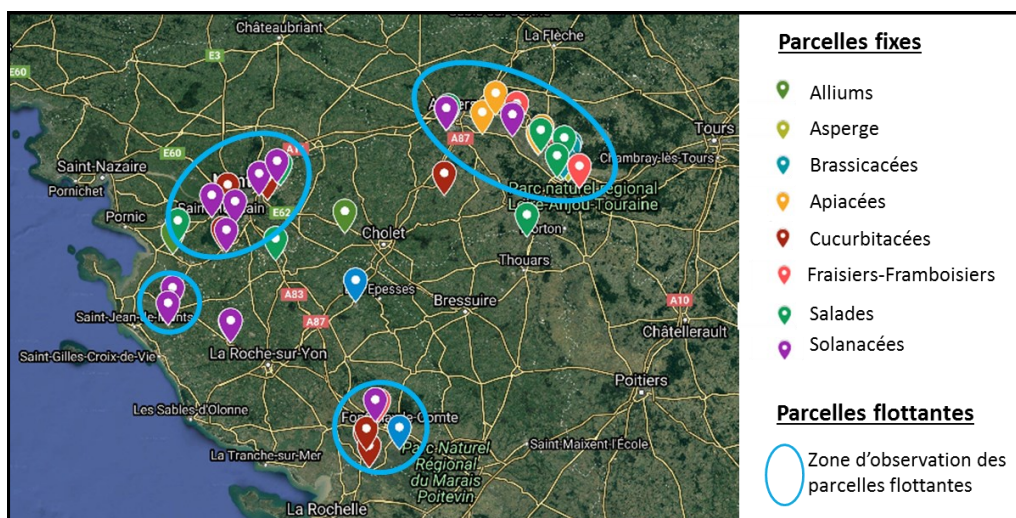 Châteaubriant
La Flèche
E3
E60
A87
Tours
Saint-Nazaire
E60
Chambray-lès-Tours
Pornichet
Parc naturel régional
Loire-Anjou-Touraine
Pornic
E62
Cholet
Thouars
Epesses
A83
Bressuire
A10
Saint-Jean-de-Monts
A87
Châtellerault
Saint-Gilles-Croix-de-Vie
La Roche-sur-Yon
Poitiers
Les Sables-d'Olonne
Saint-Maixent-l'École
La Tranche-sur-Mer
Parc Naturel
Régional
du Marais
Poitevin
La Rochelle
Parcelles fixes
Alliums
Asperge
Brassicacées
Apiacées
Cucurbitacées
Fraisiers-Framboisiers
Salades
Solanacées
Parcelles flottantes
Zone d'observation des
parcelles flottantes